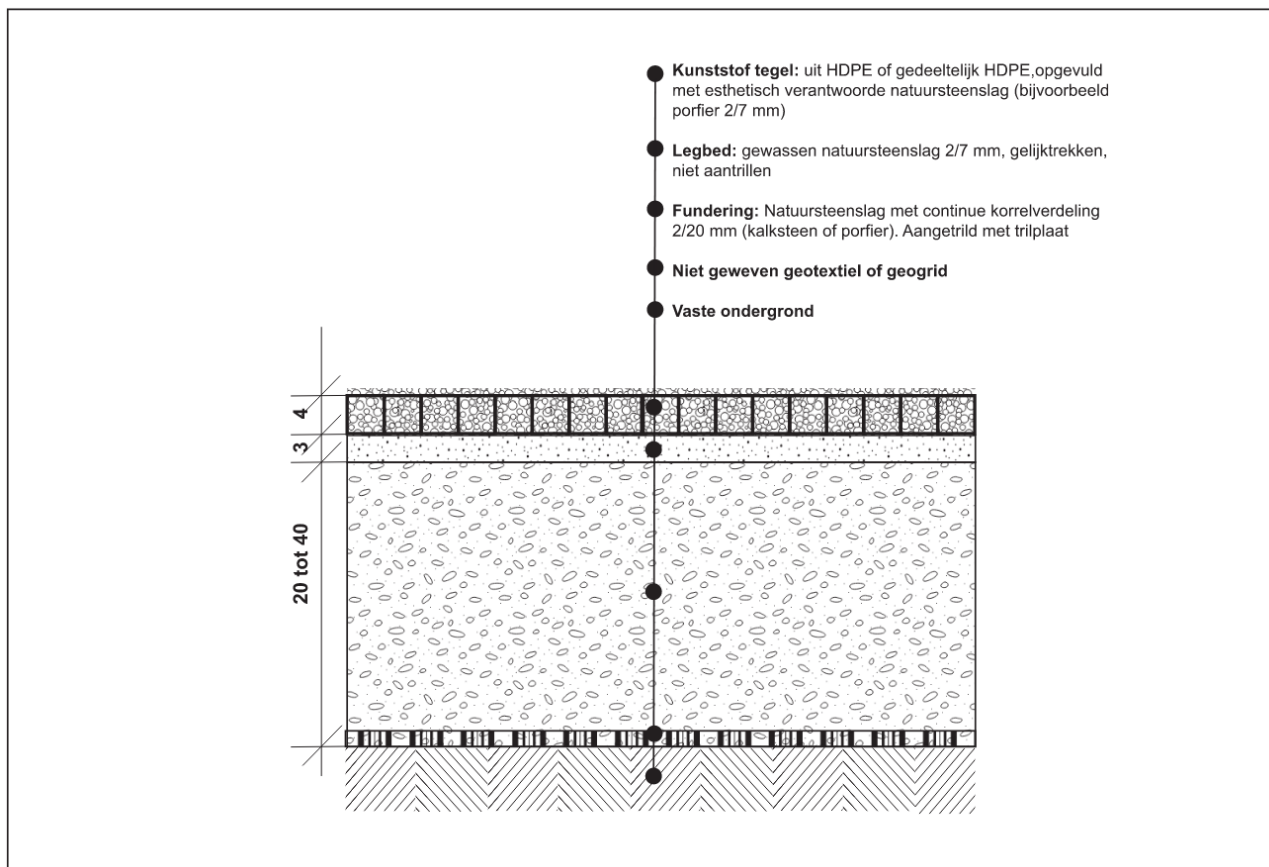 Kunststof tegel: uit HDPE of gedeeltelijk HDPE,opgevuld
met esthetisch verantwoorde natuursteenslag (bijvoorbeeld
porfier 2/7 mm)
Legbed: gewassen natuursteenslag 2/7 mm, gelijktrekken,
niet aantrillen
Fundering: Natuursteenslag met continue korrelverdeling
2/20 mm (kalksteen of porfier). Aangetrild met trilplaat
Niet geweven geotextiel of geogrid
Vaste ondergrond
4
3
20 tot 40